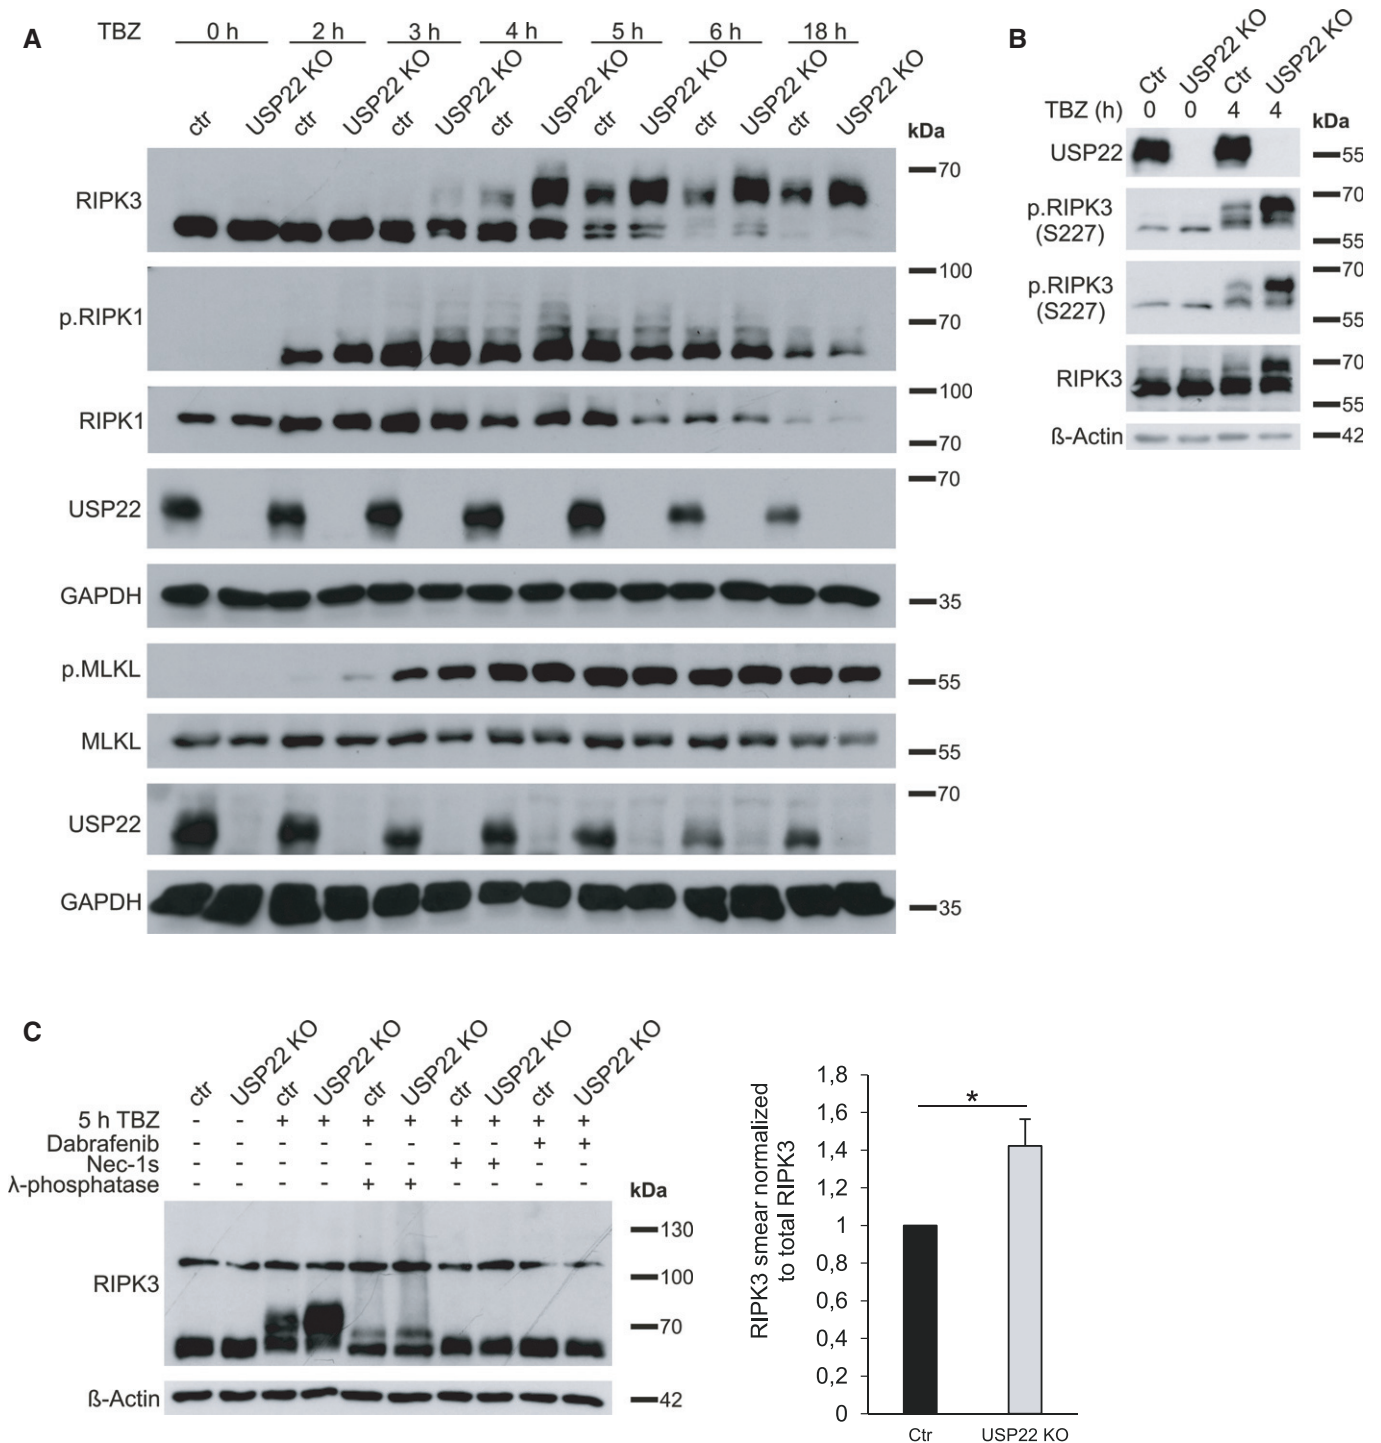 A
TBZ 0 h 2 h 3 h 4 h 5 h 6 h 18 h
ctr USP22 KO ctr USP22 KO ctr USP22 KO ctr USP22 KO ctr USP22 KO ctr USP22 KO ctr USP22 KO
kDa
RIPK3
70
p.RIPK1
100
70
RIPK1
100
70
USP22
70
GAPDH
35
p.MLKL
55
MLKL
55
USP22
70
GAPDH
35
B
Ctr USP22 KO Ctr USP22 KO
TBZ (h) 0 0 4 4
kDa
USP22
55
p.RIPK3
(S227)
70
55
p.RIPK3
(S227)
70
55
RIPK3
70
55
ß-Actin
42
C
ctr USP22 KO ctr USP22 KO ctr USP22 KO ctr USP22 KO ctr USP22 KO
5 h TBZ - - + + + + + + + +
Dabrafenib - - - - - - - - + +
Nec-1s - - - - - - + + - -
λ-phosphatase - - - - + + - - - -
kDa
RIPK3
130
100
70
ß-Actin
42
RIPK3 smear normalized
to total RIPK3
1,8
1,6
1,4
1,2
1
0,8
0,6
0,4
0,2
0
*
Ctr USP22 KO